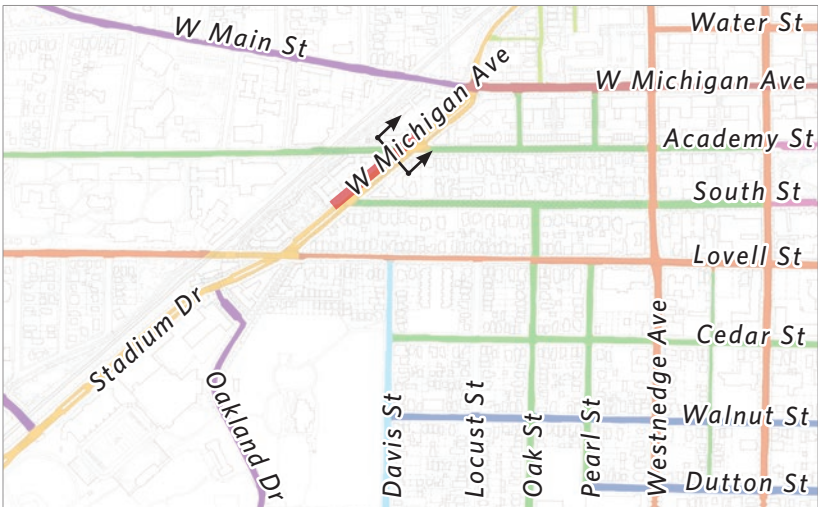 W Main St
Water St
W Michigan Ave
W Michigan Ave
Academy St
South St
Lovell St
Stadium Dr
Cedar St
Oakland Dr
Davis St
Locust St
Oak St
Pearl St
Westnedge Ave
Walnut St
Dutton St